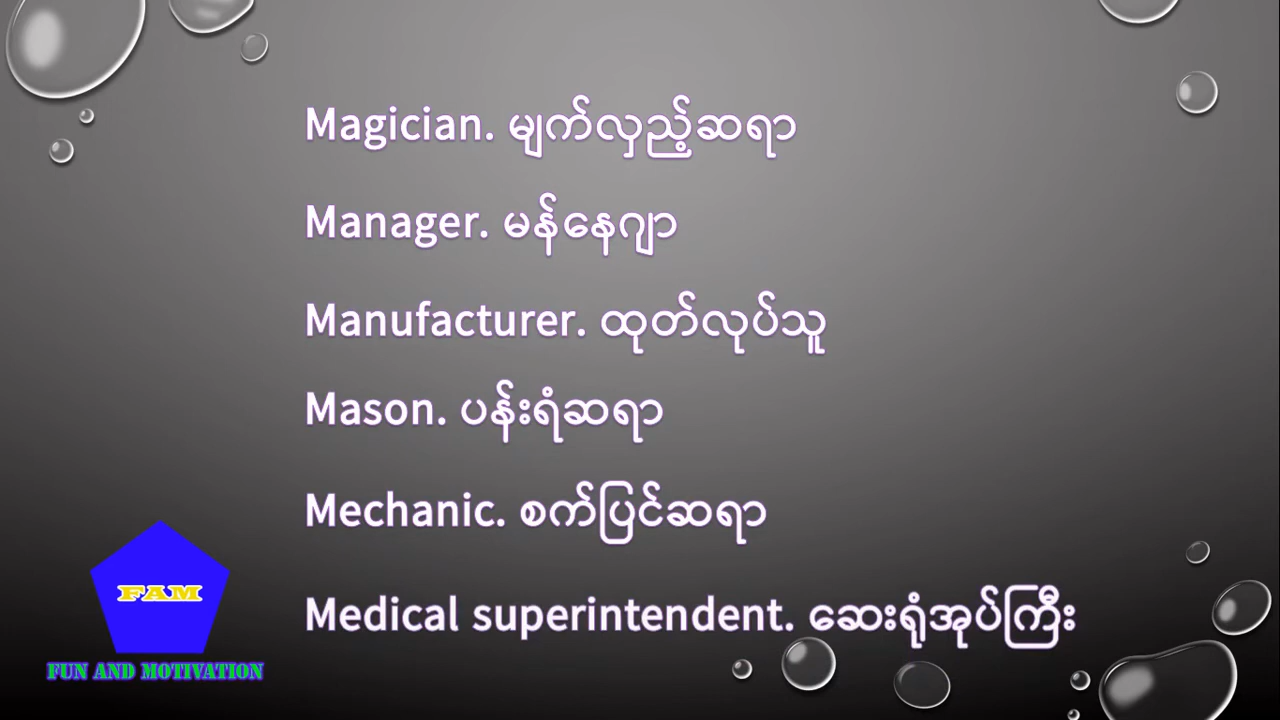 Magician. မျက်လှည့်ဆရာ
Manager. မန်နေဂျာ
Manufacturer. ထုတ်လုပ်သူ
Mason. ပန်းရံဆရာ
Mechanic. စက်ပြင်ဆရာ
Medical superintendent. ဆေးရုံအုပ်ကြီး
FAM
FUN AND MOTIVATION